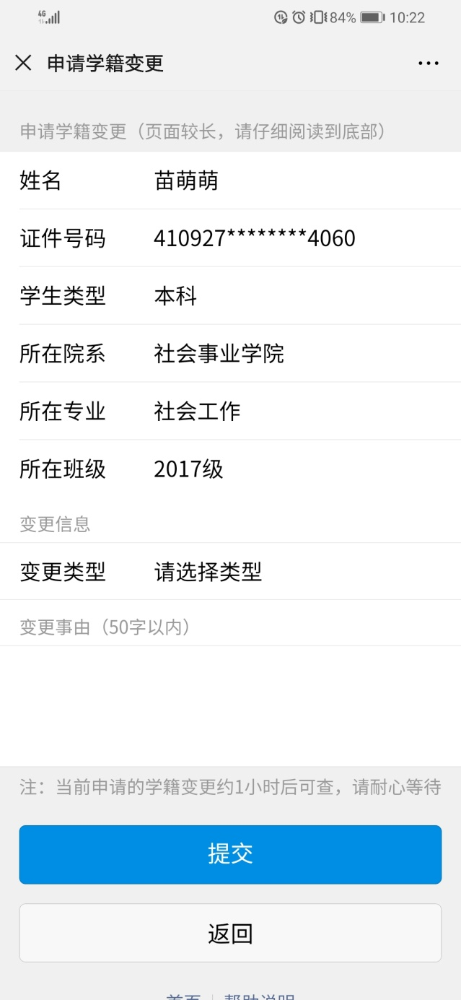 4G 84% 10:22
申请学籍变更
申请学籍变更（页面较长，请仔细阅读到底部）
姓名 苗萌萌
证件号码 410927********4060
学生类型 本科
所在院系 社会事业学院
所在专业 社会工作
所在班级 2017级
变更信息
变更类型 请选择类型
变更事由（50字以内）
注：当前申请的学籍变更约1小时后可查，请耐心等待
提交
返回
首页 帮助说明